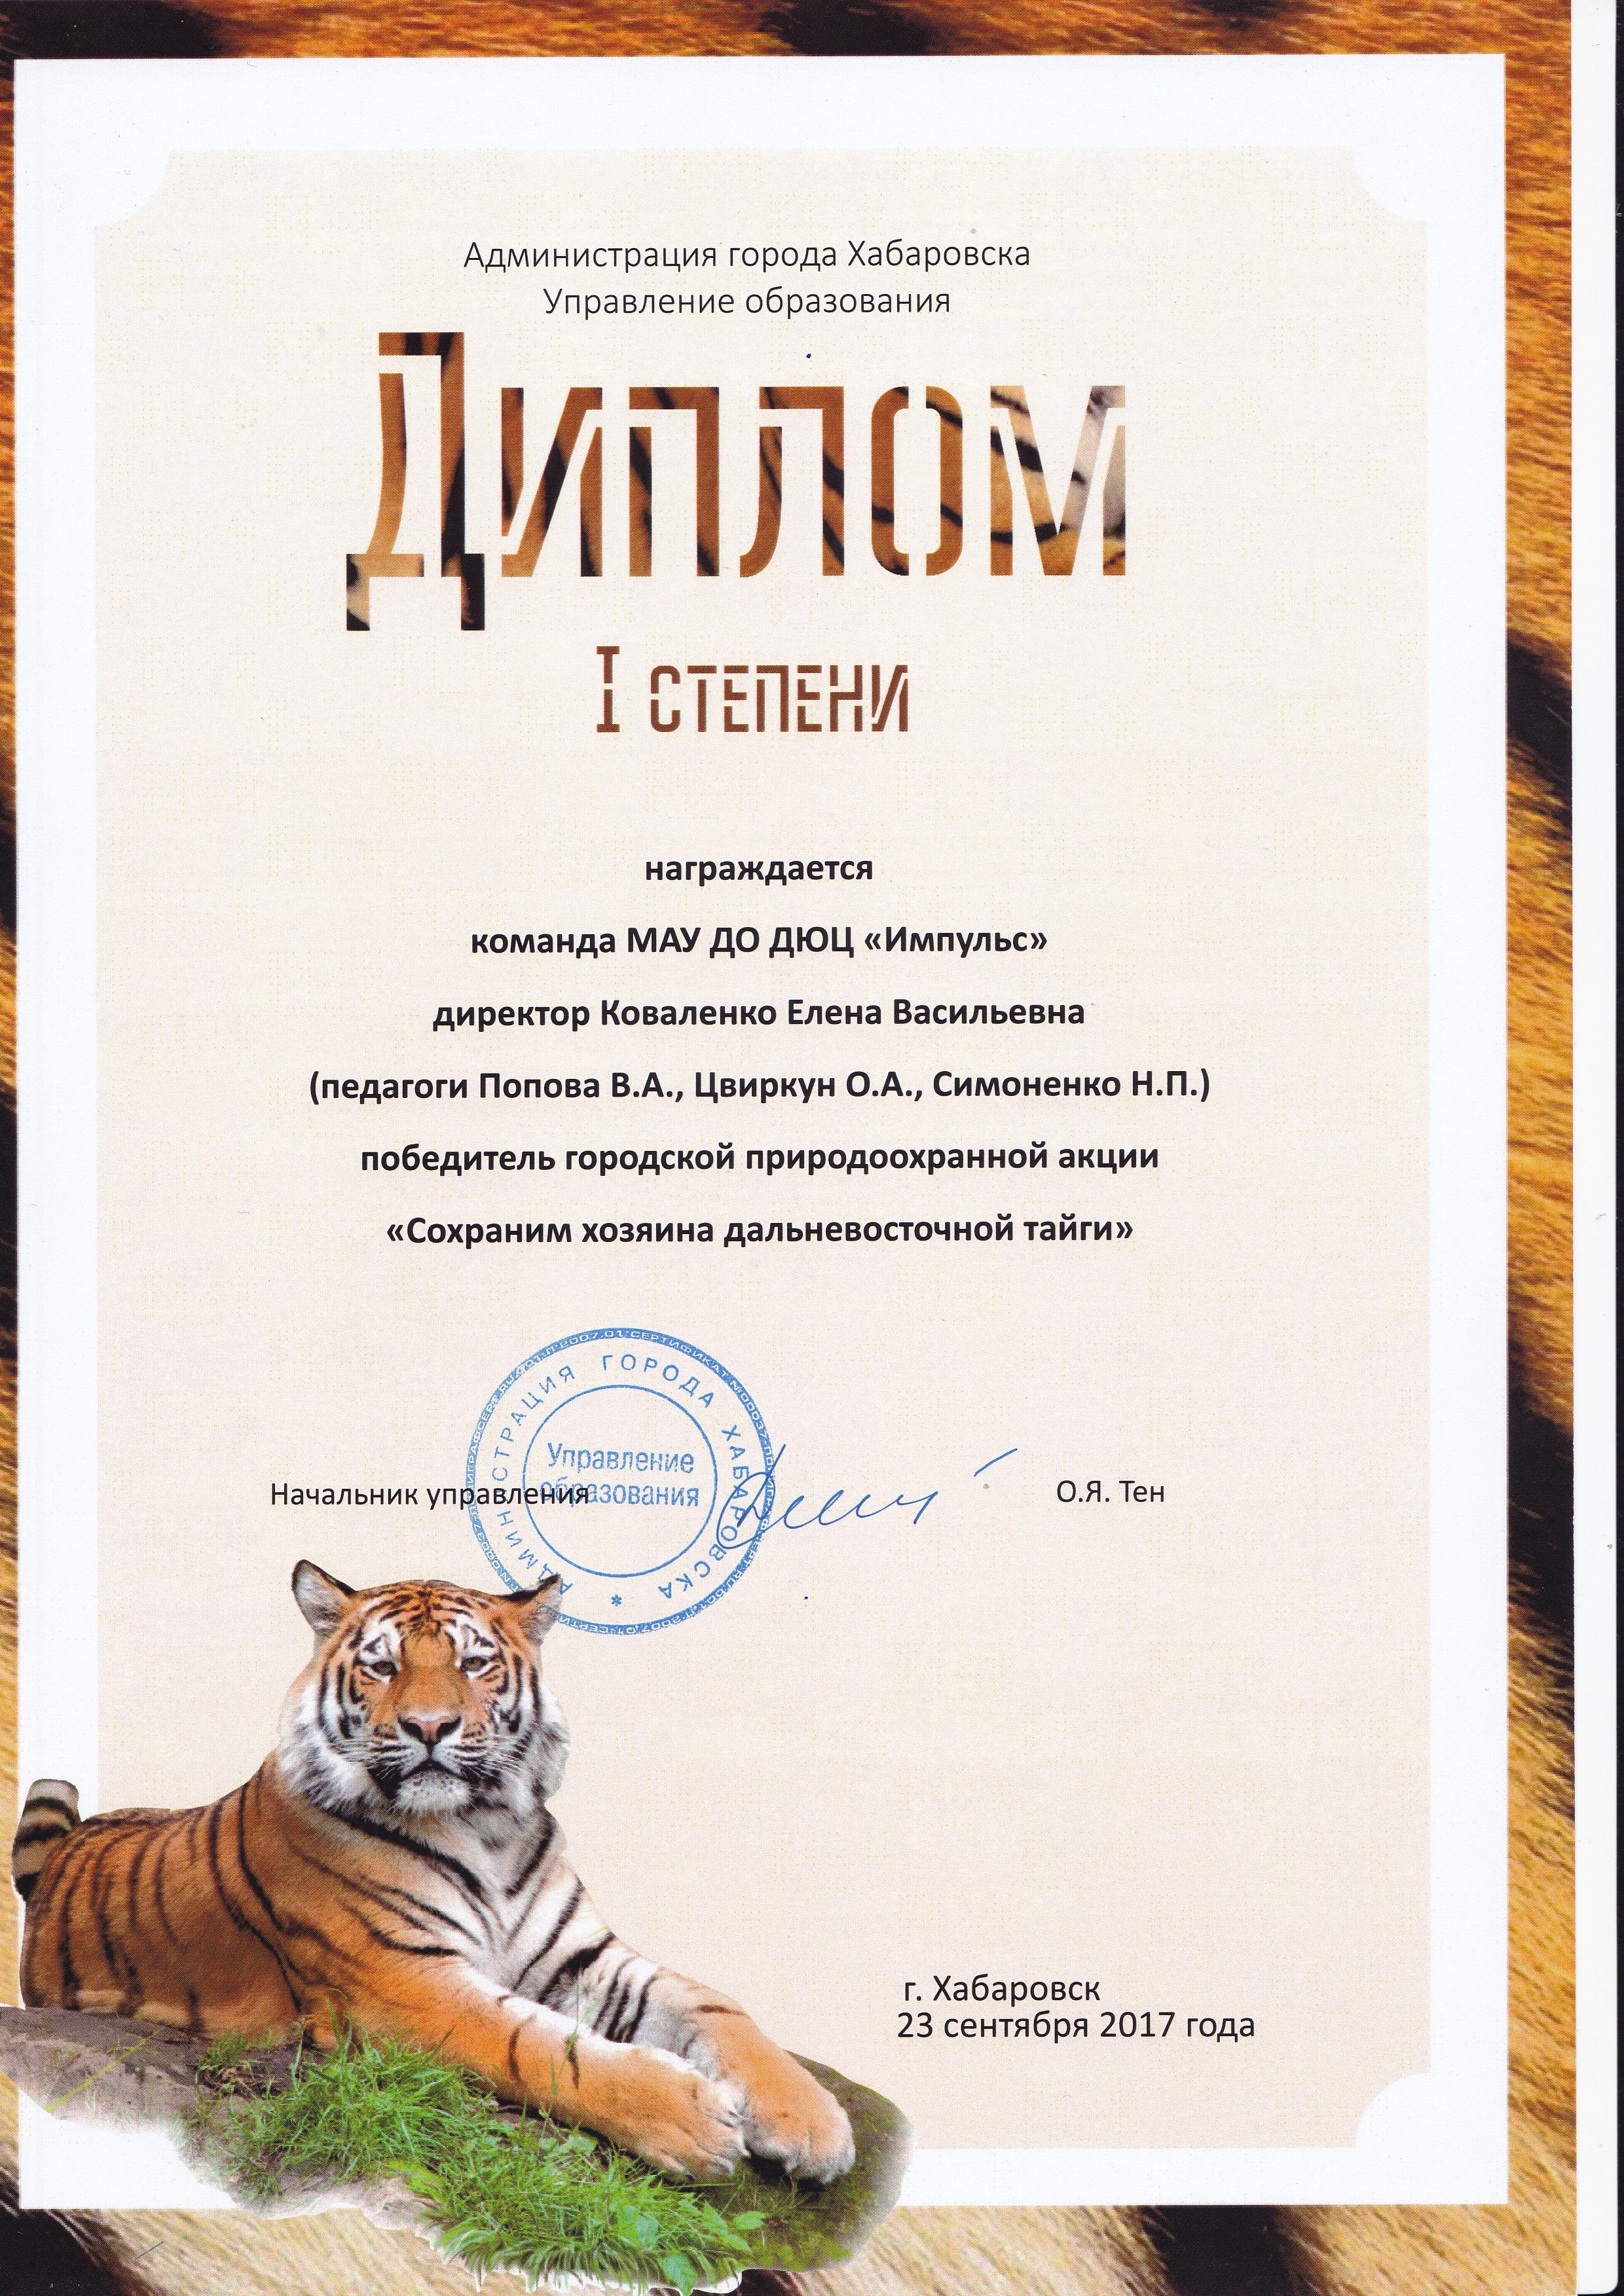 Администрация города Хабаровска
Управление образования
Диплом
I степени
награждается
команда МАУ ДО ДЮЦ «Импульс»
директор Коваленко Елена Васильевна
(педагоги Попова В.А., Цвиркун О.А., Симоненко Н.П.)
победитель городской природоохранной акции
«Сохраним хозяина дальневосточной тайги»
АДМИНИСТРАЦИЯ ГОРОДА ХАБАРОВСКА *
Управление
образования
Начальник управления
О.Я. Тен
г. Хабаровск
23 сентября 2017 года